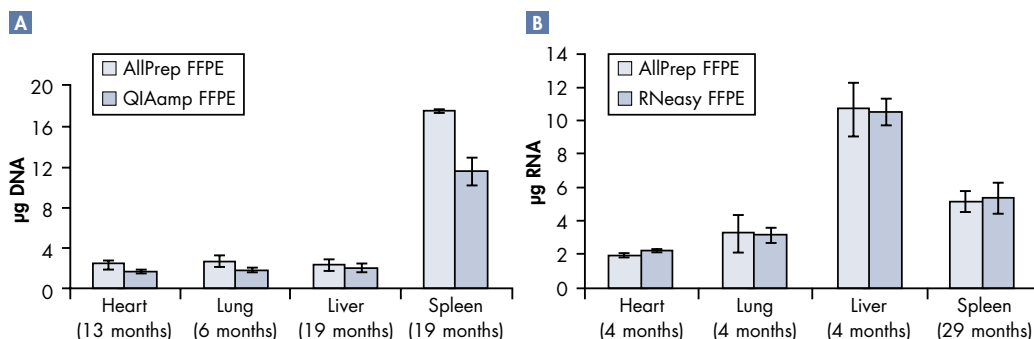 A
AllPrep FFPE
QIAamp FFPE
µg DNA
20
16
12
8
4
0
Heart
(13 months)
Lung
(6 months)
Liver
(19 months)
Spleen
(19 months)
B
AllPrep FFPE
RNeasy FFPE
µg RNA
14
12
10
8
6
4
2
0
Heart
(4 months)
Lung
(4 months)
Liver
(4 months)
Spleen
(29 months)